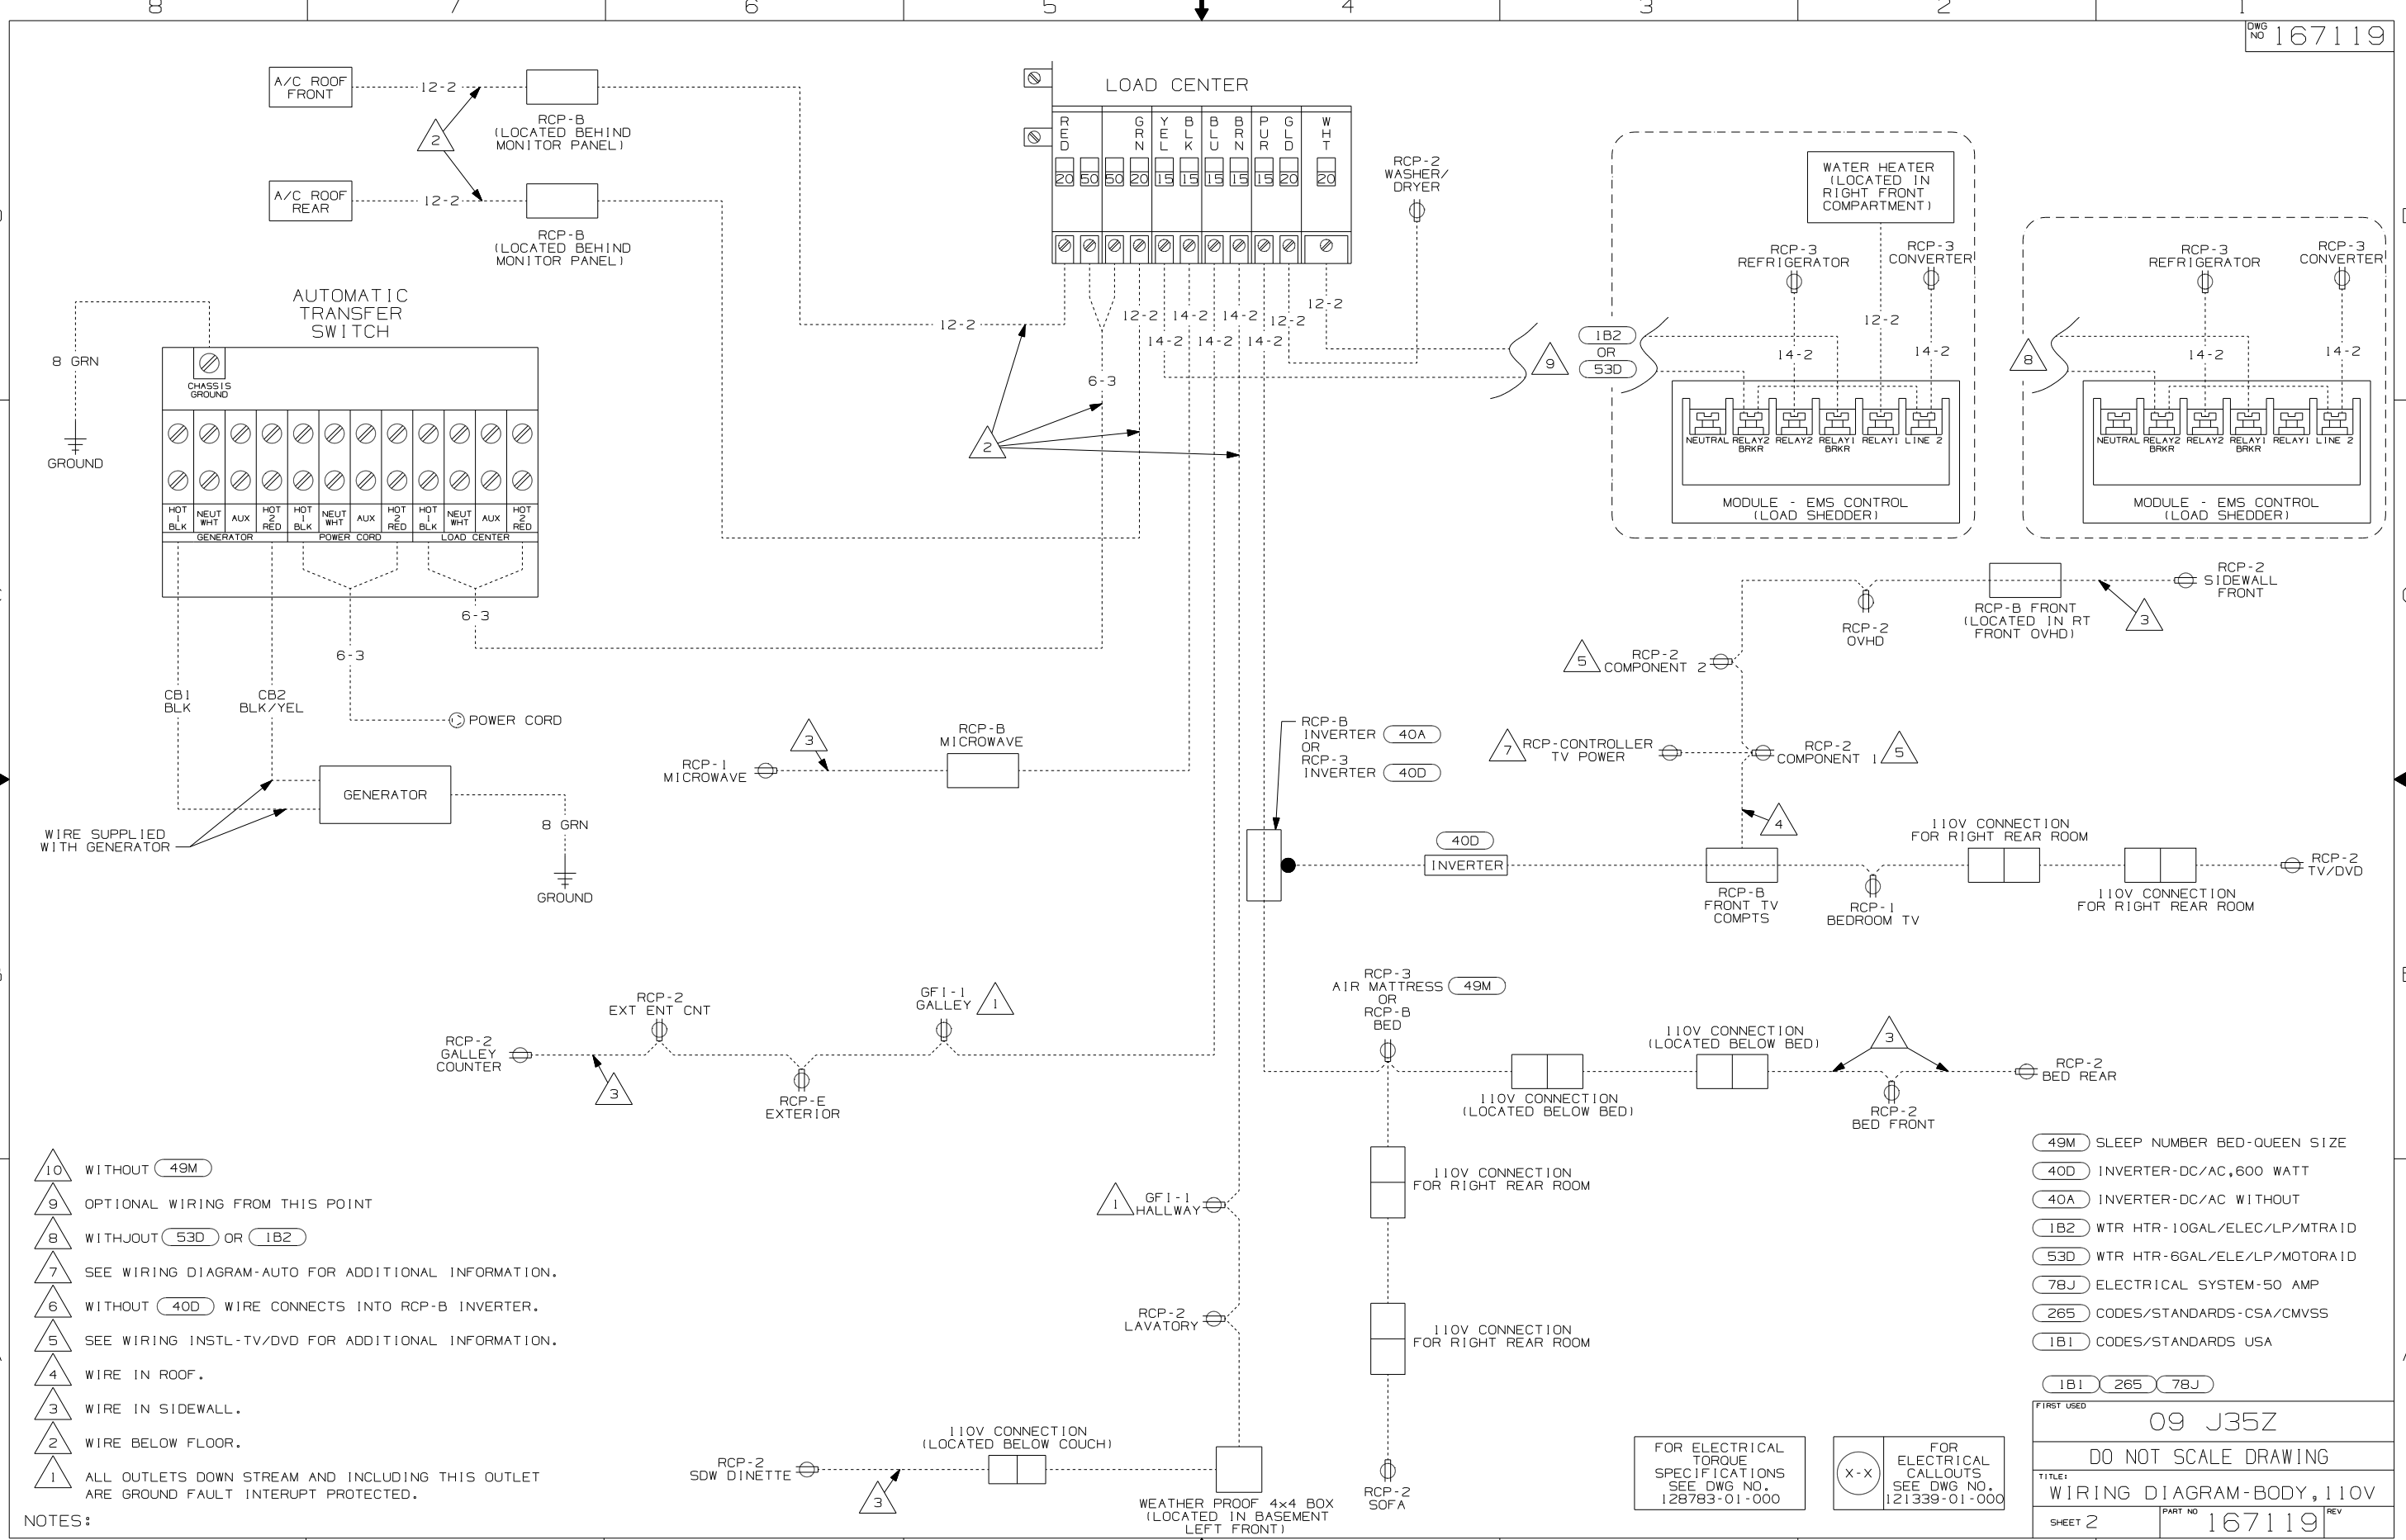 8 7 6 5 4 3 2 1
DWG NO 167119
A/C ROOF
FRONT
12-2
2
RCP-B
(LOCATED BEHIND
MONITOR PANEL)
A/C ROOF
REAR
12-2
RCP-B
(LOCATED BEHIND
MONITOR PANEL)
LOAD CENTER
RED GRN YEL BLK BLU BRN PUR GLD WHT
20 50 50 20 15 15 15 15 15 20 20
RCP-2
WASHER/
DRYER
12-2
12-2 14-2 14-2 12-2
14-2 14-2 14-2
12-2
6-3
2
9
1B2
OR
53D
WATER HEATER
(LOCATED IN
RIGHT FRONT
COMPARTMENT)
RCP-3
REFRIGERATOR
RCP-3
CONVERTER
12-2
14-2
14-2
NEUTRAL RELAY2 BRKR RELAY2 RELAY1 BRKR RELAY1 LINE 2
MODULE - EMS CONTROL
(LOAD SHEDDER)
8
RCP-3
REFRIGERATOR
RCP-3
CONVERTER
14-2
14-2
NEUTRAL RELAY2 BRKR RELAY2 RELAY1 BRKR RELAY1 LINE 2
MODULE - EMS CONTROL
(LOAD SHEDDER)
AUTOMATIC
TRANSFER
SWITCH
8 GRN
GROUND
CHASSIS
GROUND
HOT 1 BLK NEUT WHT AUX HOT 2 RED HOT 1 BLK NEUT WHT AUX HOT 2 RED HOT 1 BLK NEUT WHT AUX HOT 2 RED
GENERATOR POWER CORD LOAD CENTER
6-3
6-3
CB1
BLK
CB2
BLK/YEL
POWER CORD
GENERATOR
WIRE SUPPLIED
WITH GENERATOR
8 GRN
GROUND
RCP-1
MICROWAVE
3
RCP-B
MICROWAVE
RCP-B
INVERTER 40A
OR
RCP-3
INVERTER 40D
RCP-2
SIDEWALL
FRONT
3
RCP-B FRONT
(LOCATED IN RT
FRONT OVHD)
RCP-2
OVHD
5
RCP-2
COMPONENT 2
7
RCP-CONTROLLER
TV POWER
RCP-2
COMPONENT 1
5
4
40D
INVERTER
RCP-B
FRONT TV
COMPTS
RCP-1
BEDROOM TV
110V CONNECTION
FOR RIGHT REAR ROOM
110V CONNECTION
FOR RIGHT REAR ROOM
RCP-2
TV/DVD
RCP-2
GALLEY
COUNTER
3
RCP-2
EXT ENT CNT
RCP-E
EXTERIOR
GFI-1
GALLEY
1
RCP-3
AIR MATTRESS 49M
OR
RCP-B
BED
110V CONNECTION
(LOCATED BELOW BED)
110V CONNECTION
(LOCATED BELOW BED)
3
RCP-2
BED FRONT
RCP-2
BED REAR
110V CONNECTION
FOR RIGHT REAR ROOM
110V CONNECTION
FOR RIGHT REAR ROOM
RCP-2
SOFA
1
GFI-1
HALLWAY
RCP-2
LAVATORY
RCP-2
SDW DINETTE
3
110V CONNECTION
(LOCATED BELOW COUCH)
WEATHER PROOF 4x4 BOX
(LOCATED IN BASEMENT
LEFT FRONT)
10 WITHOUT 49M
9 OPTIONAL WIRING FROM THIS POINT
8 WITHJOUT 53D OR 1B2
7 SEE WIRING DIAGRAM-AUTO FOR ADDITIONAL INFORMATION.
6 WITHOUT 40D WIRE CONNECTS INTO RCP-B INVERTER.
5 SEE WIRING INSTL-TV/DVD FOR ADDITIONAL INFORMATION.
4 WIRE IN ROOF.
3 WIRE IN SIDEWALL.
2 WIRE BELOW FLOOR.
1 ALL OUTLETS DOWN STREAM AND INCLUDING THIS OUTLET
ARE GROUND FAULT INTERUPT PROTECTED.
NOTES:
49M SLEEP NUMBER BED-QUEEN SIZE
40D INVERTER-DC/AC,600 WATT
40A INVERTER-DC/AC WITHOUT
1B2 WTR HTR-10GAL/ELEC/LP/MTRAID
53D WTR HTR-6GAL/ELE/LP/MOTORAID
78J ELECTRICAL SYSTEM-50 AMP
265 CODES/STANDARDS-CSA/CMVSS
1B1 CODES/STANDARDS USA
1B1 265 78J
FOR ELECTRICAL
TORQUE
SPECIFICATIONS
SEE DWG NO.
128783-01-000
X-X
FOR
ELECTRICAL
CALLOUTS
SEE DWG NO.
121339-01-000
FIRST USED
09 J35Z
DO NOT SCALE DRAWING
TITLE:
WIRING DIAGRAM-BODY,110V
SHEET 2 PART NO 167119 REV